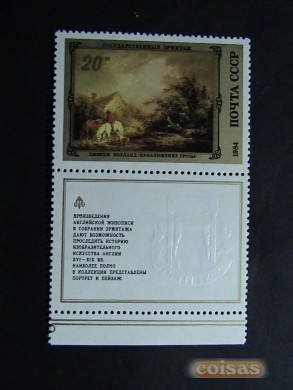 ГОСУДАРСТВЕННЫЙ ЭРМИТАЖ
20к
ПОЧТА СССР
1984
ДЖОРДЖ МОРЛАНД «ПРИБЛИЖЕНИЕ ГРОЗЫ»
ПРОИЗВЕДЕНИЯ
АНГЛИЙСКОЙ ЖИВОПИСИ
В СОБРАНИИ ЭРМИТАЖА
ДАЮТ ВОЗМОЖНОСТЬ
ПРОСЛЕДИТЬ ИСТОРИЮ
ИЗОБРАЗИТЕЛЬНОГО
ИСКУССТВА АНГЛИИ
XVI–XIX ВВ.
НАИБОЛЕЕ ПОЛНО
В КОЛЛЕКЦИИ ПРЕДСТАВЛЕНЫ
ПОРТРЕТ И ПЕЙЗАЖ.
coisas